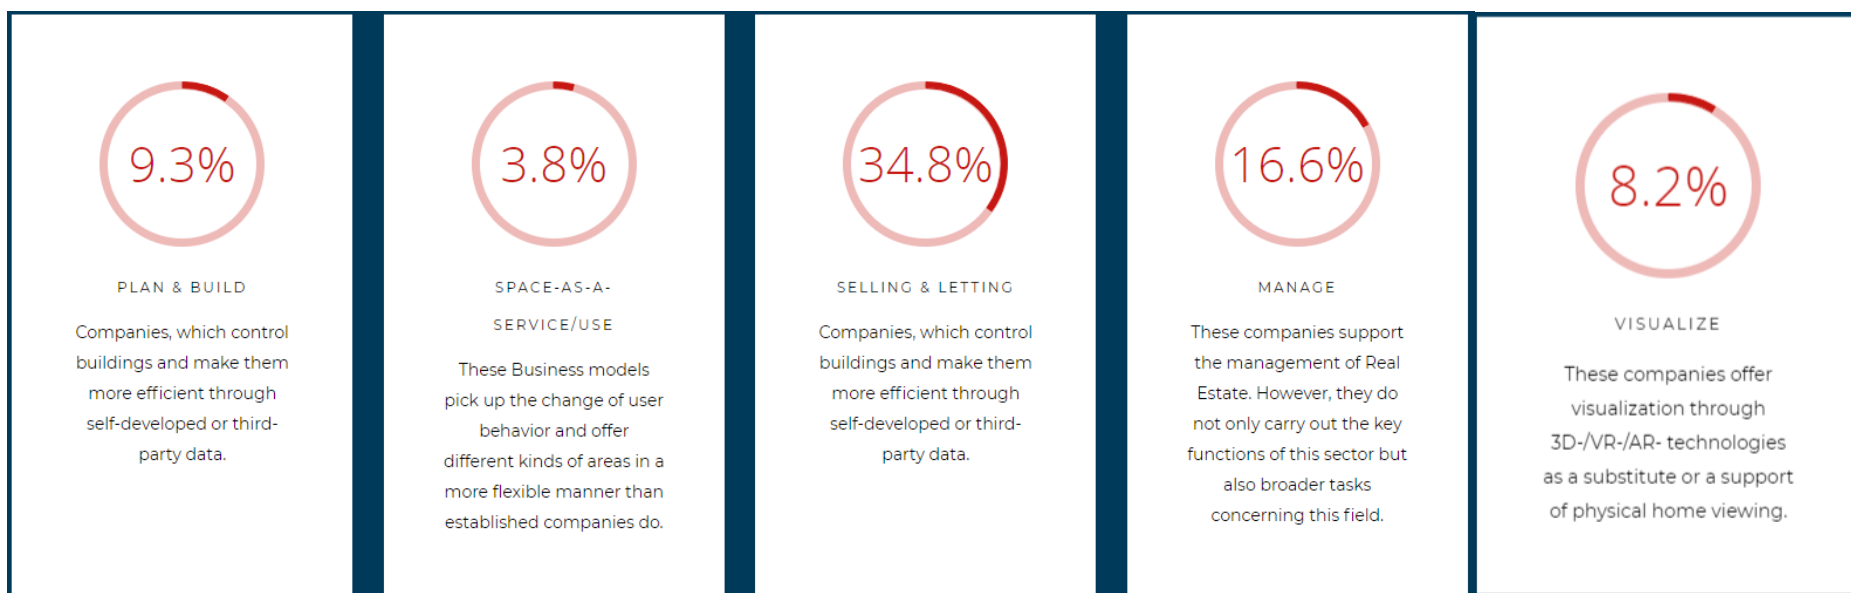 9.3%
PLAN & BUILD
Companies, which control
buildings and make them
more efficient through
self-developed or third-
party data.
3.8%
SPACE-AS-A-
SERVICE/USE
These Business models
pick up the change of user
behavior and offer
different kinds of areas in a
more flexible manner than
established companies do.
34.8%
SELLING & LETTING
Companies, which control
buildings and make them
more efficient through
self-developed or third-
party data.
16.6%
MANAGE
These companies support
the management of Real
Estate. However, they do
not only carry out the key
functions of this sector but
also broader tasks
concerning this field.
8.2%
VISUALIZE
These companies offer
visualization through
3D-/VR-/AR- technologies
as a substitute or a support
of physical home viewing.